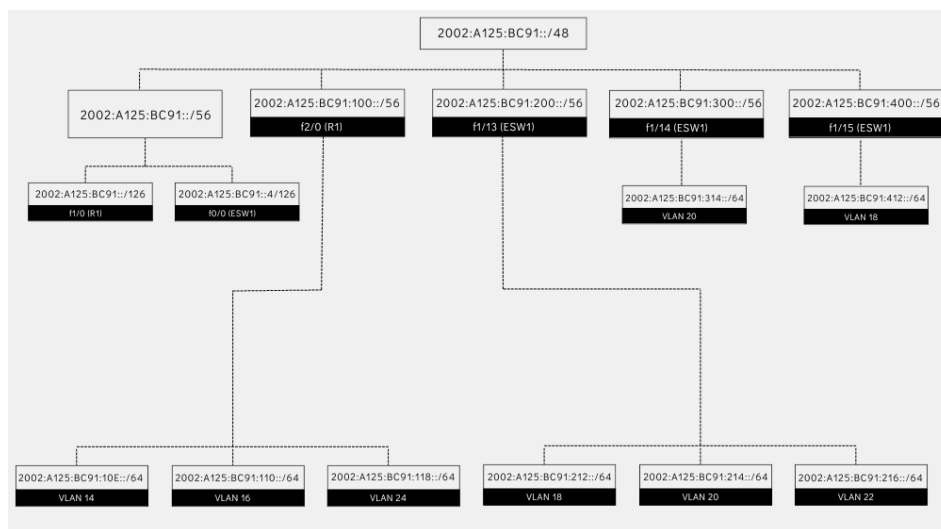 2002:A125:BC91::/48
2002:A125:BC91::/56
2002:A125:BC91:100::/56
f2/0 (R1)
2002:A125:BC91:200::/56
f1/13 (ESW1)
2002:A125:BC91:300::/56
f1/14 (ESW1)
2002:A125:BC91:400::/56
f1/15 (ESW1)
2002:A125:BC91::/126
f1/0 (R1)
2002:A125:BC91::4/126
f0/0 (ESW1)
2002:A125:BC91:314::/64
VLAN 20
2002:A125:BC91:412::/64
VLAN 18
2002:A125:BC91:10E::/64
VLAN 14
2002:A125:BC91:110::/64
VLAN 16
2002:A125:BC91:118::/64
VLAN 24
2002:A125:BC91:212::/64
VLAN 18
2002:A125:BC91:214::/64
VLAN 20
2002:A125:BC91:216::/64
VLAN 22